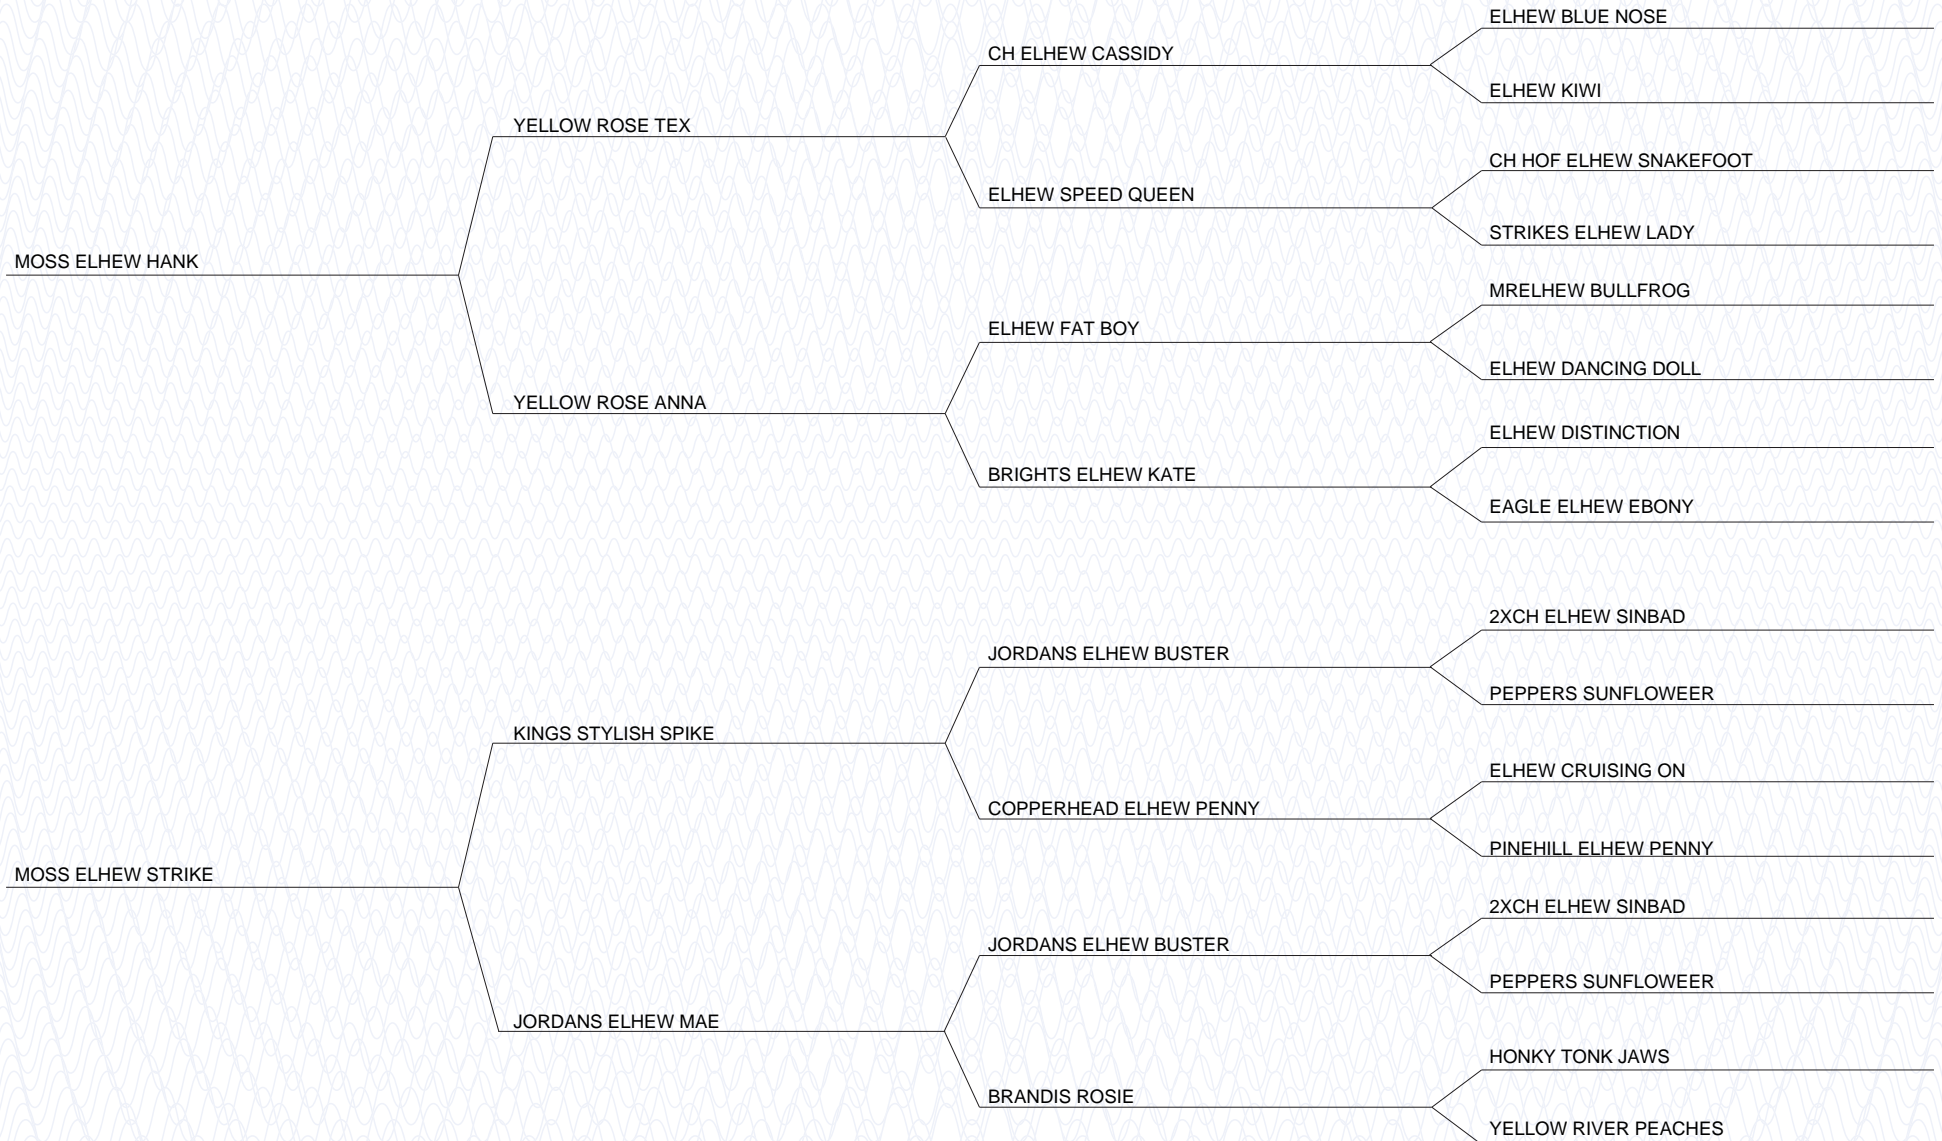 ELHEW BLUE NOSE
CH ELHEW CASSIDY
ELHEW KIWI
YELLOW ROSE TEX
CH HOF ELHEW SNAKEFOOT
ELHEW SPEED QUEEN
STRIKES ELHEW LADY
MOSS ELHEW HANK
MRELHEW BULLFROG
ELHEW FAT BOY
ELHEW DANCING DOLL
YELLOW ROSE ANNA
ELHEW DISTINCTION
BRIGHTS ELHEW KATE
EAGLE ELHEW EBONY
2XCH ELHEW SINBAD
JORDANS ELHEW BUSTER
PEPPERS SUNFLOWEER
KINGS STYLISH SPIKE
ELHEW CRUISING ON
COPPERHEAD ELHEW PENNY
PINEHILL ELHEW PENNY
MOSS ELHEW STRIKE
2XCH ELHEW SINBAD
JORDANS ELHEW BUSTER
PEPPERS SUNFLOWEER
JORDANS ELHEW MAE
HONKY TONK JAWS
BRANDIS ROSIE
YELLOW RIVER PEACHES